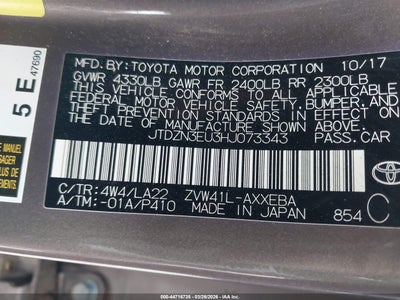 5 E
47690
MFD. BY: TOYOTA MOTOR CORPORATION 10/17
GVWR 4330LB GAWR FR 2400LB RR 2300LB
THIS VEHICLE CONFORMS TO ALL APPLICABLE
FEDERAL MOTOR VEHICLE SAFETY, BUMPER, AND
THEFT PREVENTION STANDARDS IN EFFECT ON
THE DATE OF MANUFACTURE SHOWN ABOVE.
JTDZN3EU3HJ073343 PASS.CAR
C/TR: 4W4/LA22 ZVW41L-AXXEBA
A/TM: -01A/P410 MADE IN JAPAN 854 C
TOYOTA
000-44716735 - 03/26/2026 - IAA